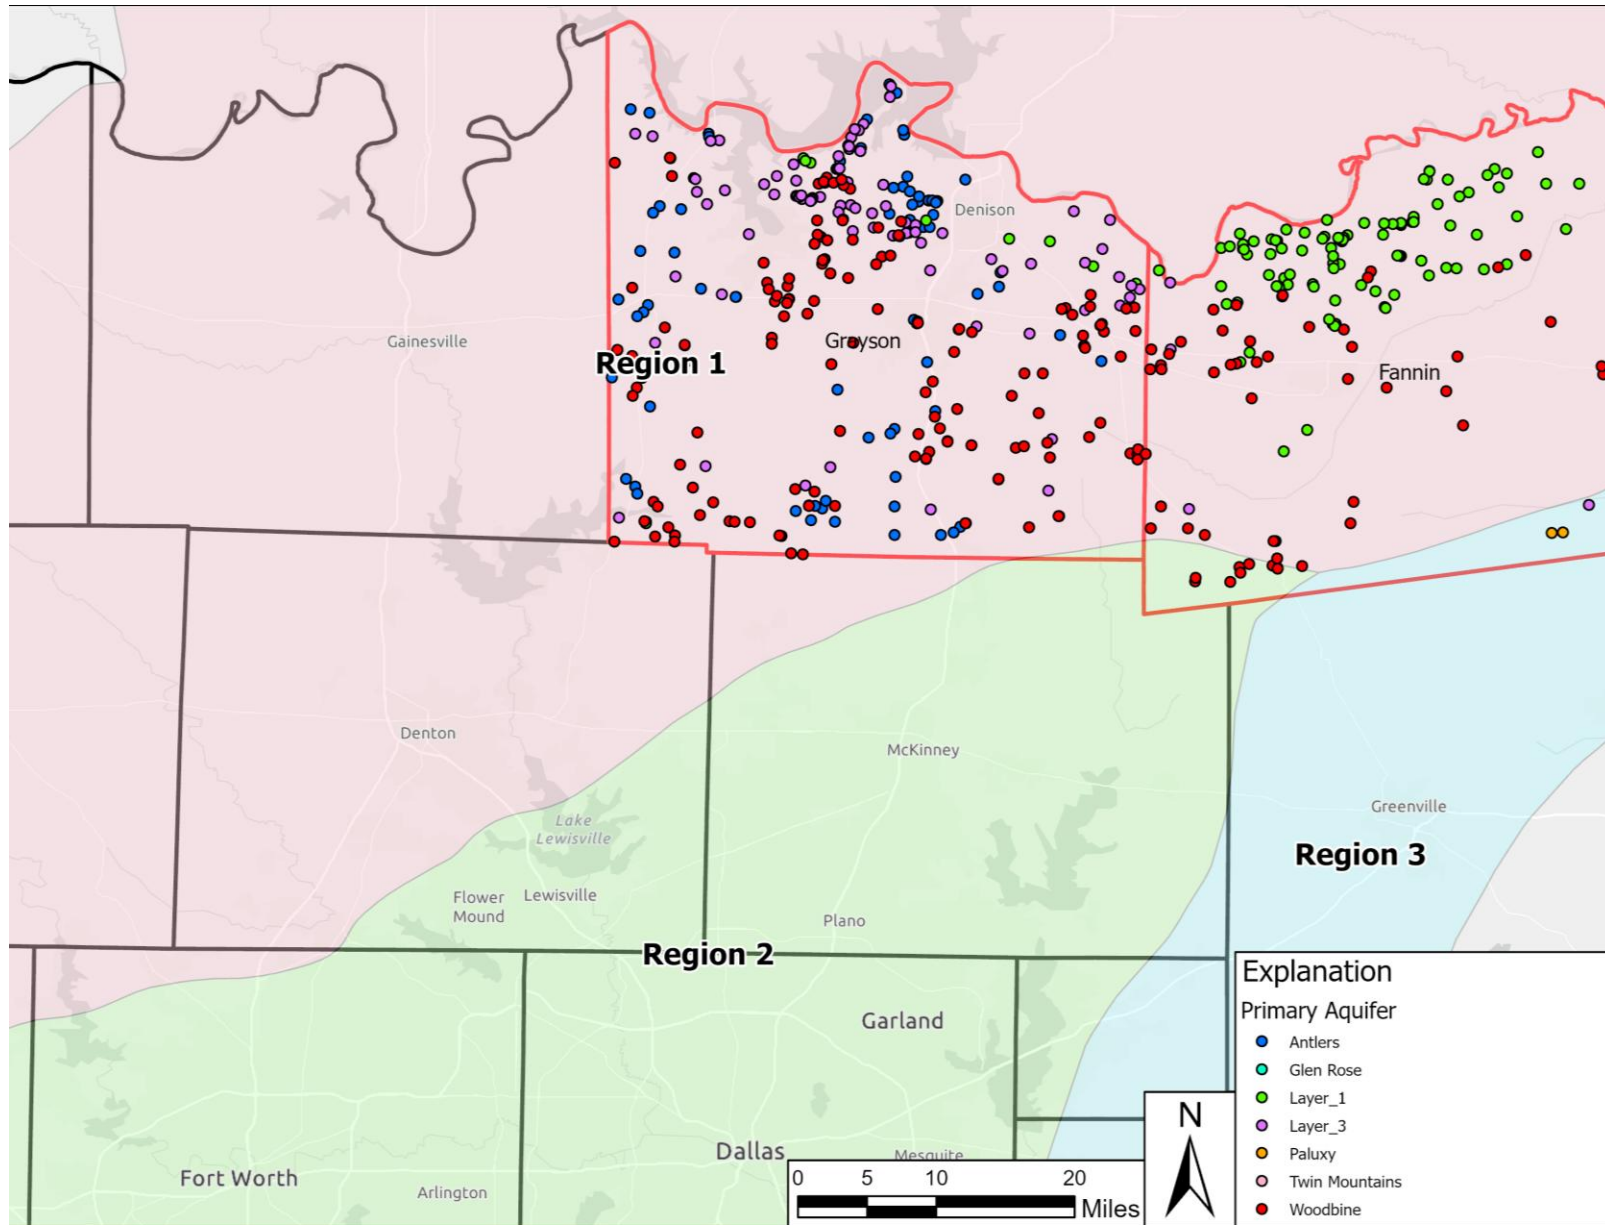 Denison
Gainesville
Grayson
Region 1
Fannin
Denton
McKinney
Lake
Lewisville
Greenville
Region 3
Flower
Mound
Lewisville
Plano
Region 2
Garland
Dallas
Mesquite
Fort Worth
Arlington
0 5 10 20
Miles
N
Explanation
Primary Aquifer
Antlers
Glen Rose
Layer_1
Layer_3
Paluxy
Twin Mountains
Woodbine